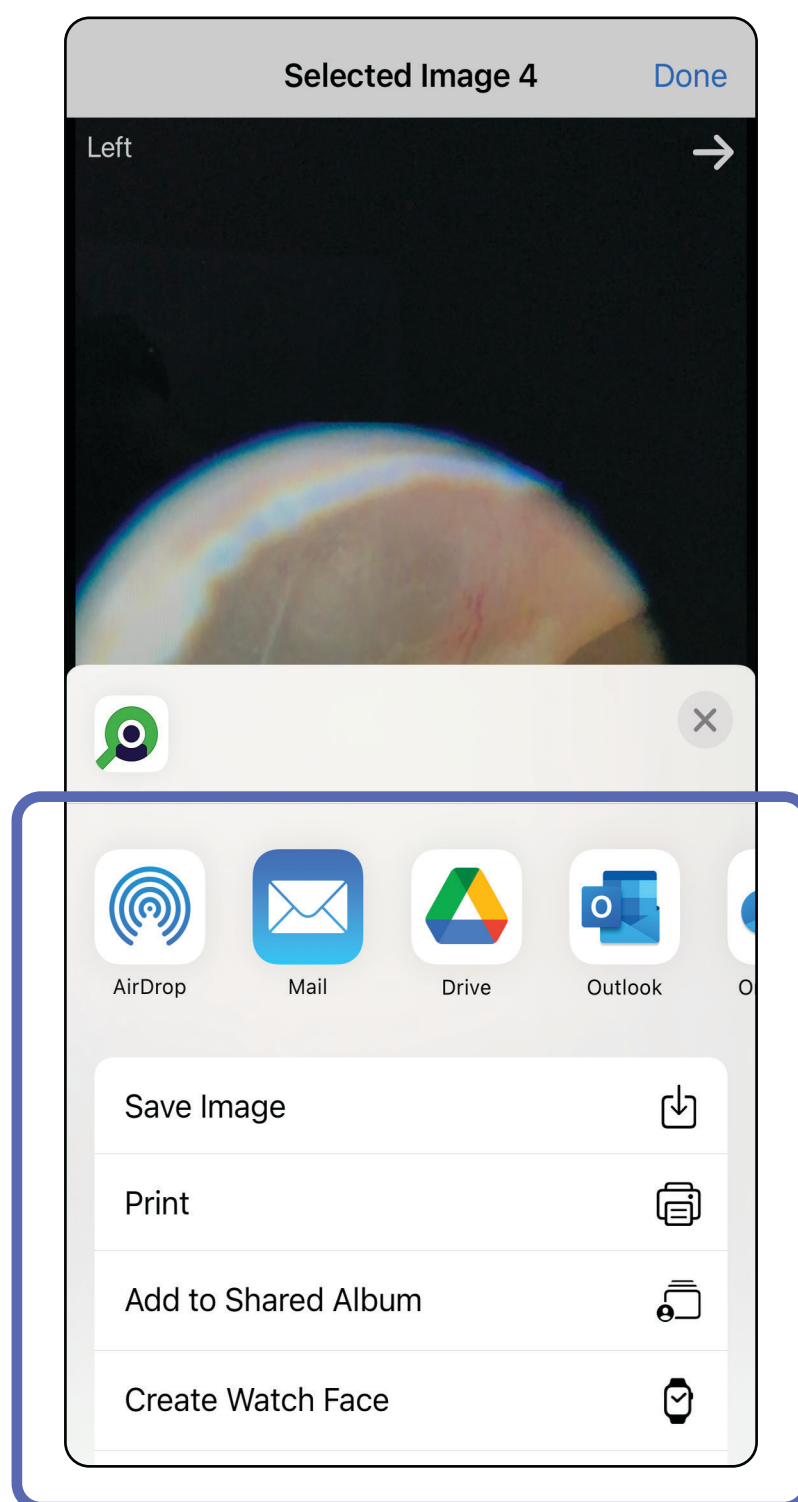 Selected Image 4 Done
Left
AirDrop Mail Drive Outlook
Save Image
Print
Add to Shared Album
Create Watch Face